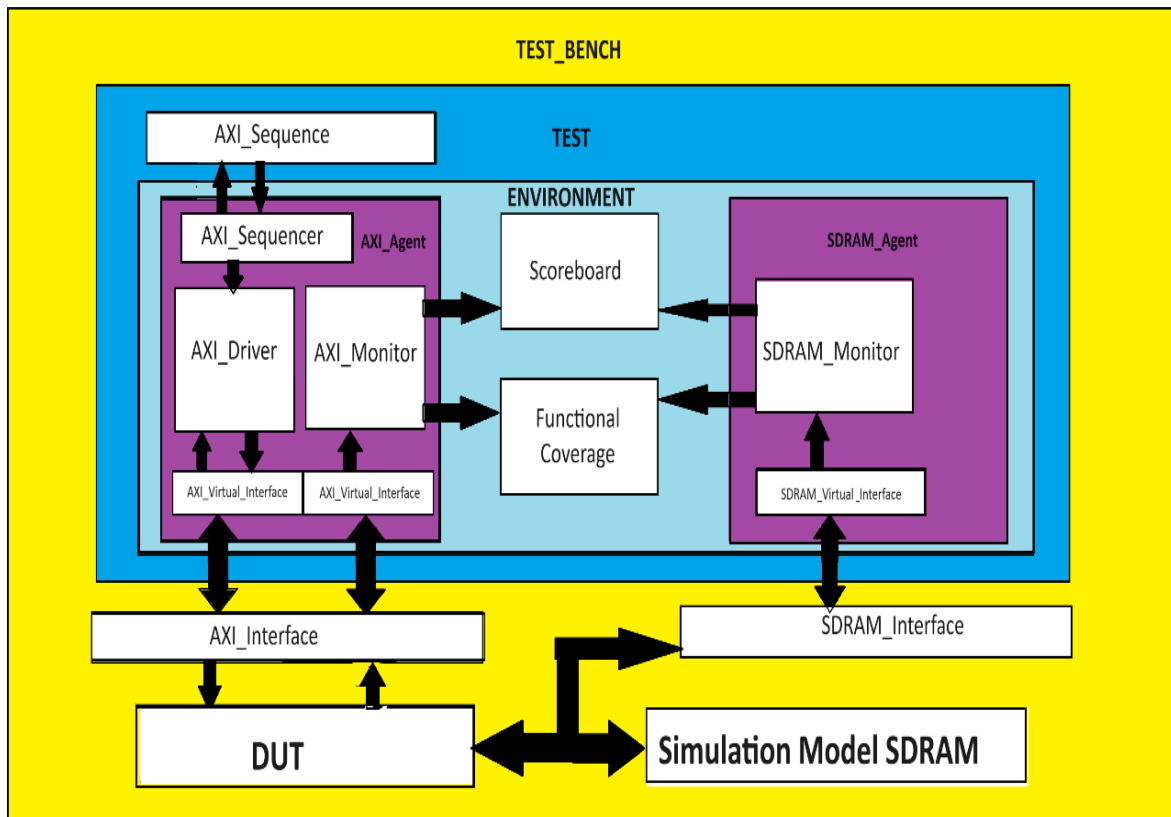 TEST_BENCH
AXI_Sequence
TEST
ENVIRONMENT
AXI_Sequencer
AXI_Agent
Scoreboard
SDRAM_Agent
AXI_Driver
AXI_Monitor
SDRAM_Monitor
Functional
Coverage
AXI_Virtual_Interface
AXI_Virtual_Interface
SDRAM_Virtual_Interface
AXI_Interface
SDRAM_Interface
DUT
Simulation Model SDRAM